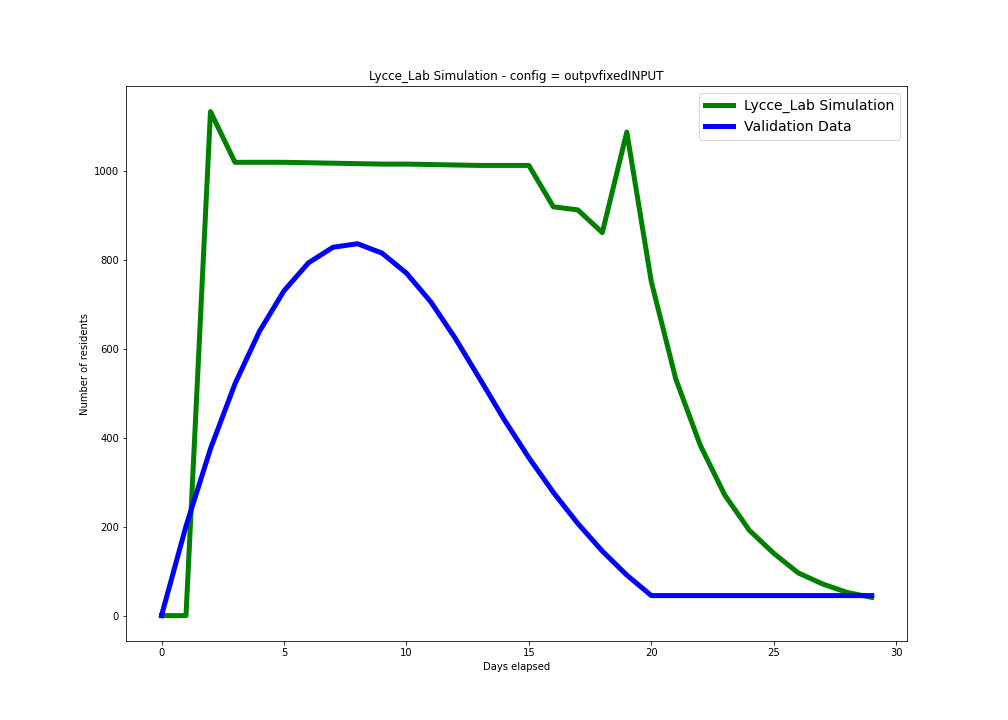 Lycce_Lab Simulation - config = outpvfixedINPUT
Lycce_Lab Simulation
Validation Data
Number of residents
1000
800
600
400
200
0
0 5 10 15 20 25 30
Days elapsed